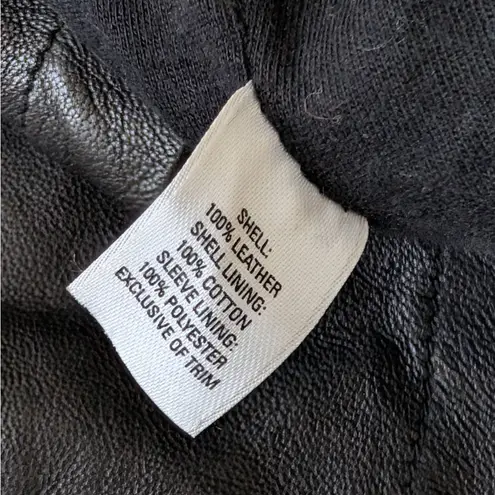 SHELL:
100% LEATHER
SHELL LINING:
100% COTTON
SLEEVE LINING:
100% POLYESTER
EXCLUSIVE OF TRIM